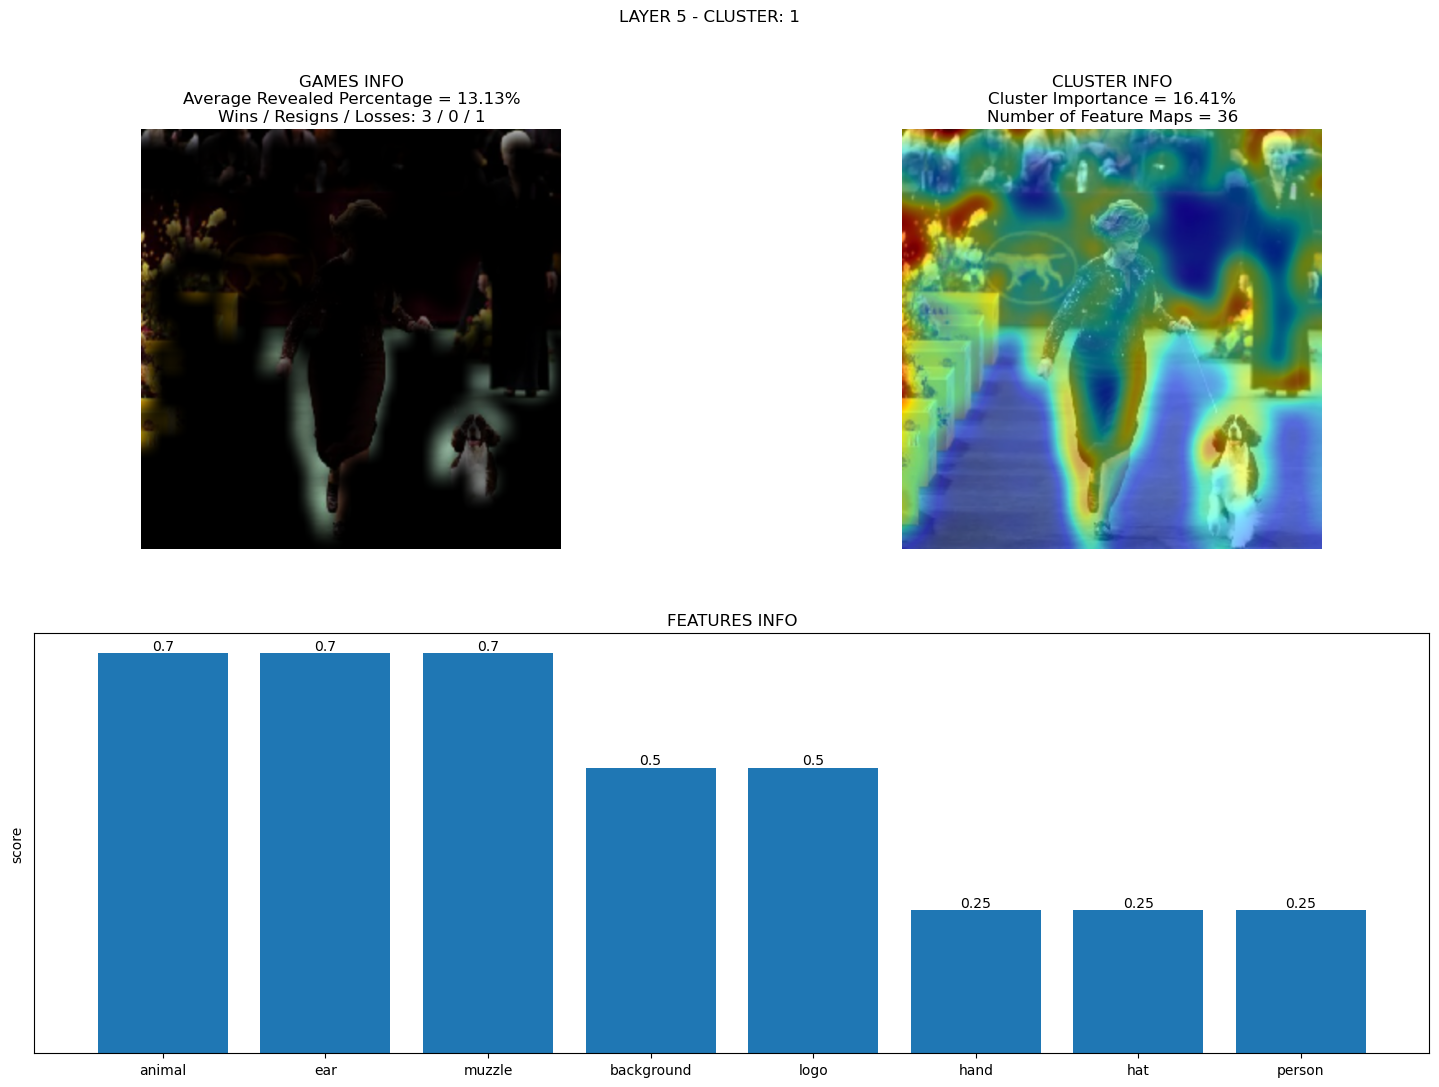 LAYER 5 - CLUSTER: 1
GAMES INFO
Average Revealed Percentage = 13.13%
Wins / Resigns / Losses: 3 / 0 / 1
CLUSTER INFO
Cluster Importance = 16.41%
Number of Feature Maps = 36
FEATURES INFO
score
0.7
0.7
0.7
0.5
0.5
0.25
0.25
0.25
animal
ear
muzzle
background
logo
hand
hat
person